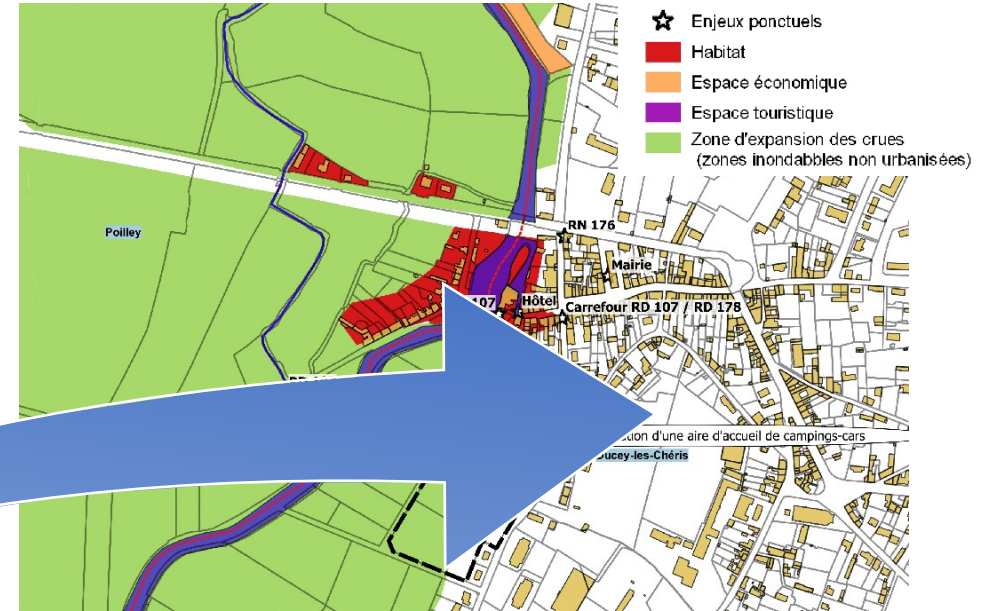 Enjeux ponctuels
Habitat
Espace économique
Espace touristique
Zone d'expansion des crues
(zones inondabbles non urbanisées)
RN 176
Poilley
Mairie
107
Hôtel
Carrefour RD 107 / RD 178
d'une aire d'accueil de campings-cars
Ducey-les-Chéris